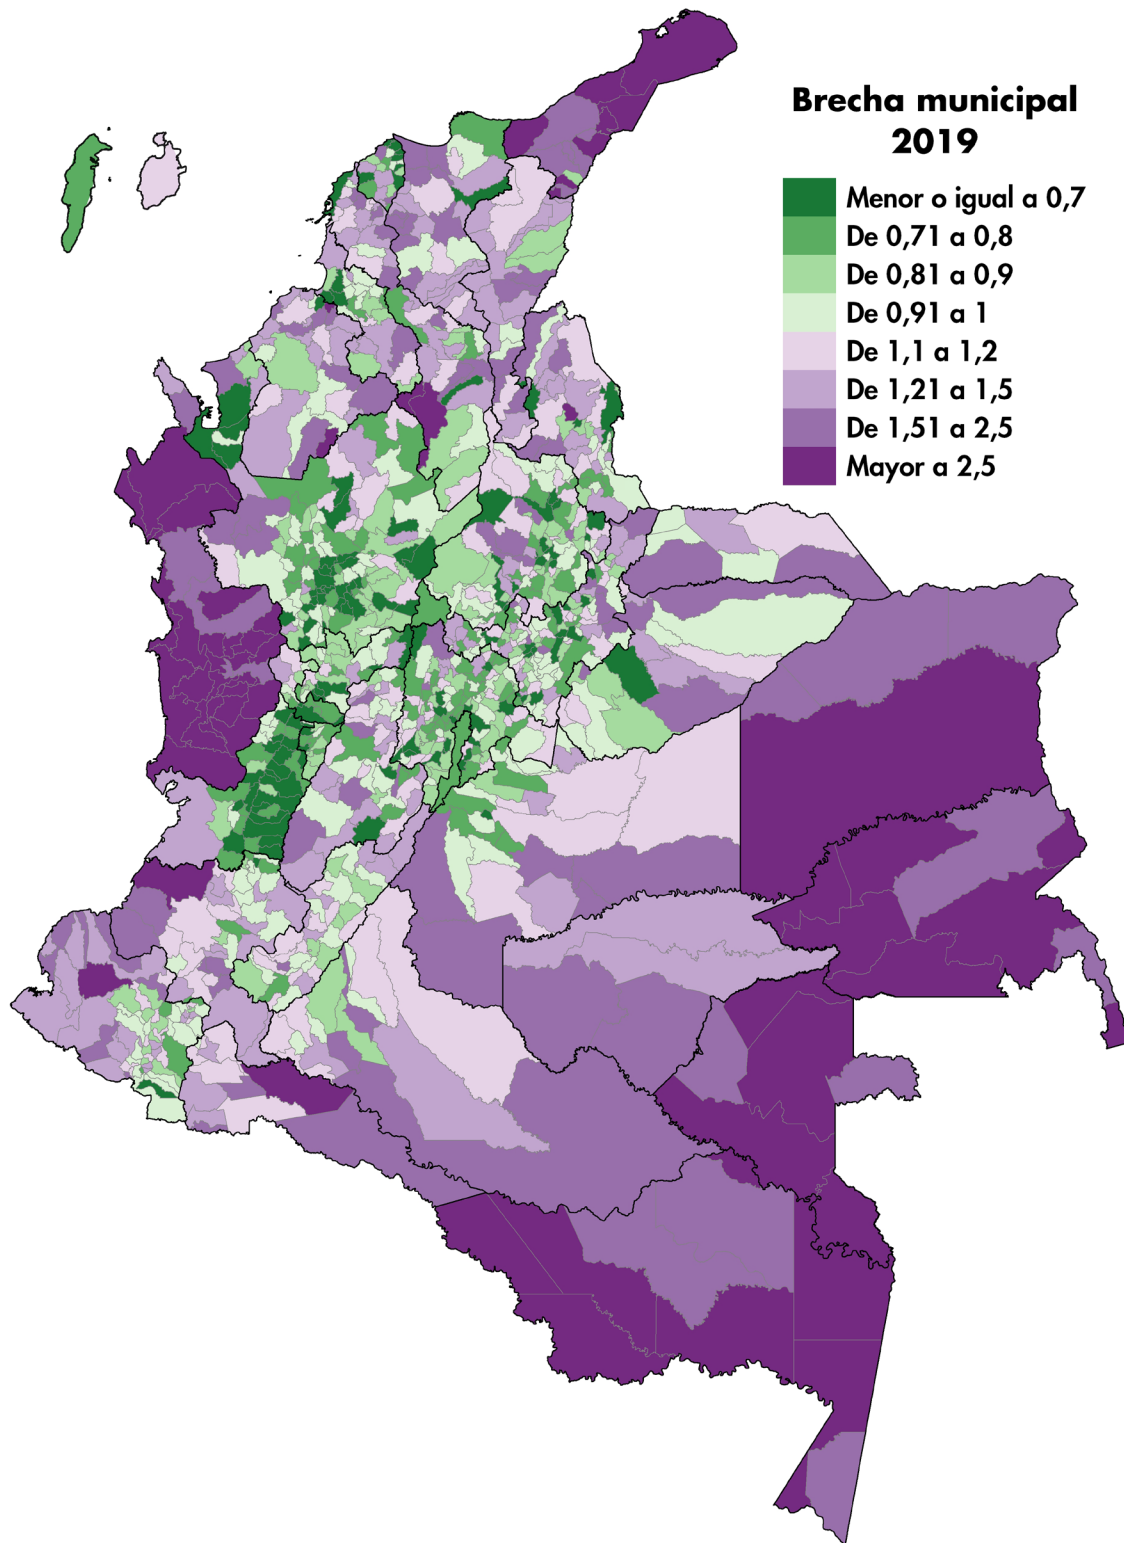 Brecha municipal
2019
Menor o igual a 0,7
De 0,71 a 0,8
De 0,81 a 0,9
De 0,91 a 1
De 1,1 a 1,2
De 1,21 a 1,5
De 1,51 a 2,5
Mayor a 2,5